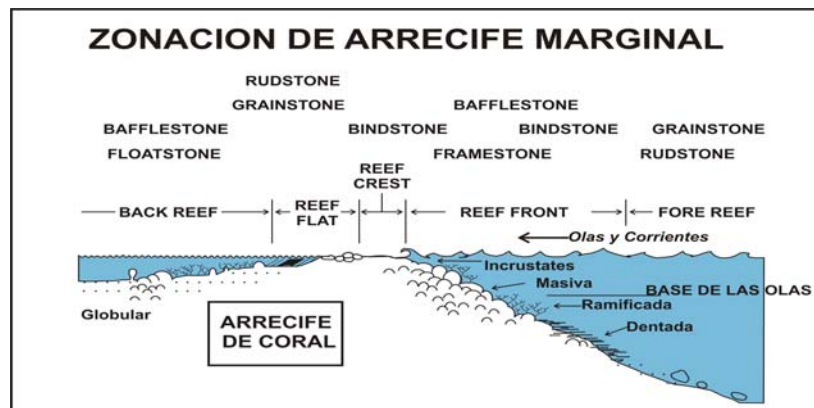 ZONACION DE ARRECIFE MARGINAL
RUDSTONE
GRAINSTONE
BAFFLESTONE
BAFFLESTONE
BINDSTONE
BINDSTONE
GRAINSTONE
FLOATSTONE
FRAMESTONE
RUDSTONE
REEF
CREST
BACK REEF
REEF
FLAT
REEF FRONT
FORE REEF
Olas y Corrientes
Incrustates
Masiva
BASE DE LAS OLAS
Ramificada
Dentada
Globular
ARRECIFE
DE CORAL